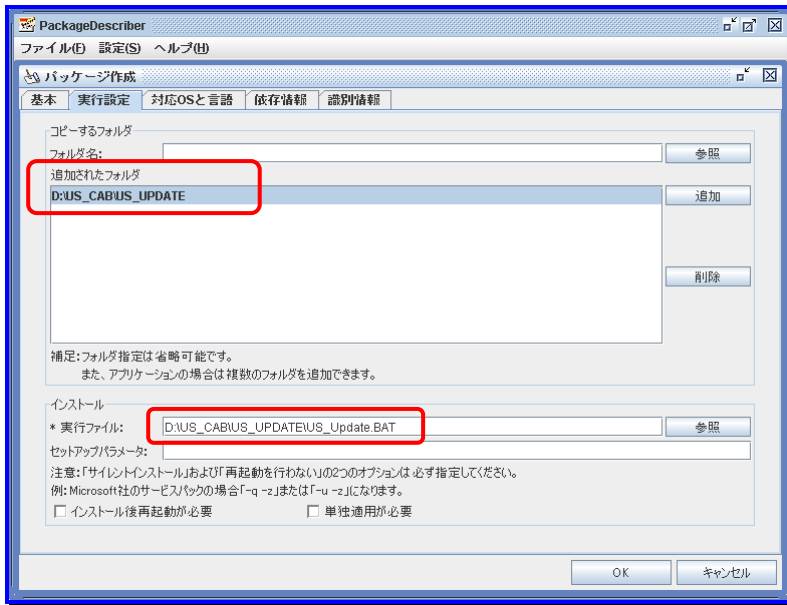 PackageDescriber
ファイル(F) 設定(S) ヘルプ(H)
パッケージ作成
基本 実行設定 対応OSと言語 依存情報 識別情報
コピーするフォルダ
フォルダ名: 参照
追加されたフォルダ
D:\US_CAB\US_UPDATE 追加
削除
補足:フォルダ指定は省略可能です。
また、アプリケーションの場合は複数のフォルダを追加できます。
インストール
* 実行ファイル: D:\US_CAB\US_UPDATE\US_Update.BAT 参照
セットアップパラメータ:
注意:「サイレントインストール」および「再起動を行わない」の2つのオプションは必ず指定してください。
例:Microsoft社のサービスパックの場合「-q -z」または「-u -z」になります。
インストール後再起動が必要 単独適用が必要
OK キャンセル